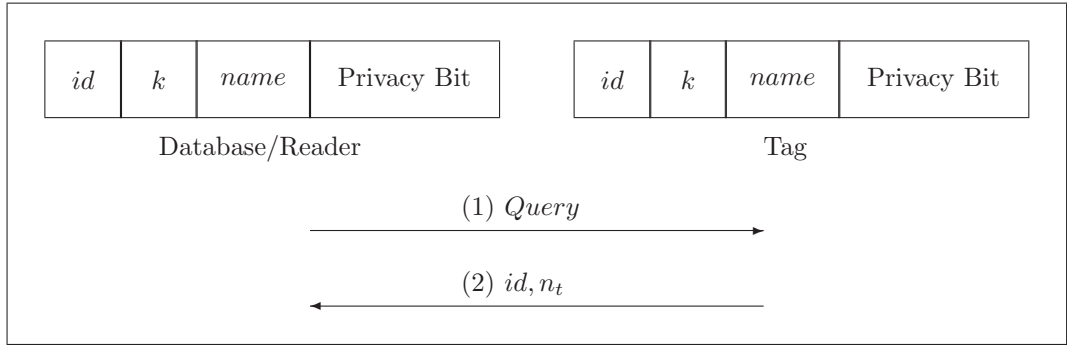 id k name Privacy Bit id k name Privacy Bit
Database/Reader Tag
(1) Query
(2) id, n_t